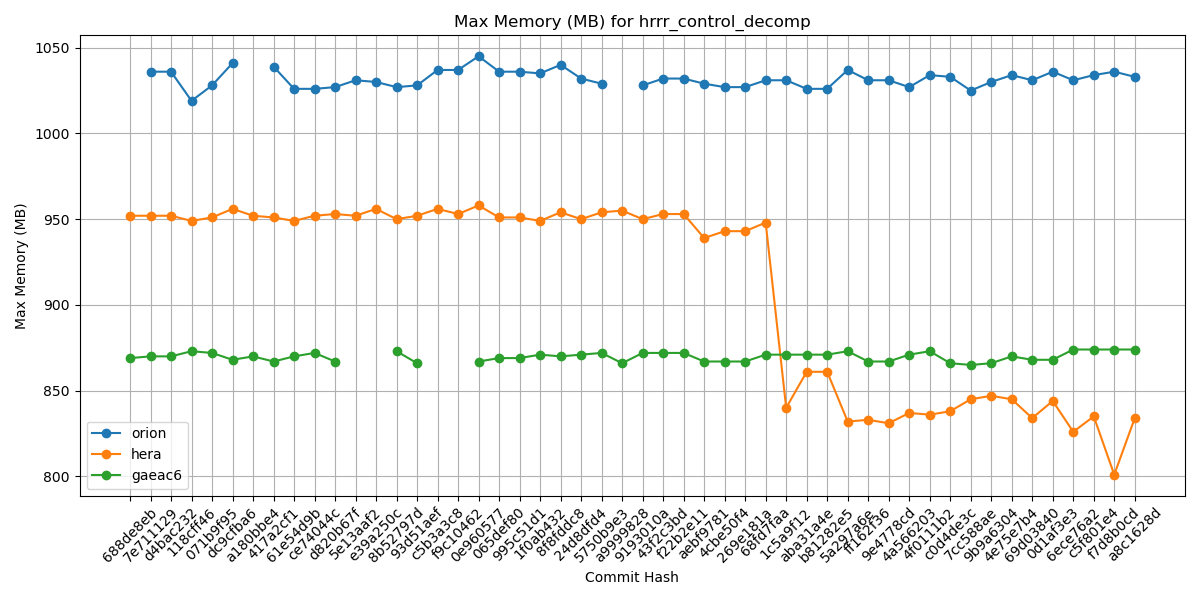 Max Memory (MB) for hrrr_control_decomp
Max Memory (MB)
1050
1000
950
900
850
800
orion
hera
gaeac6
688de8eb
7e711129
d4bac232
118cff46
071b9f95
dc9cfba6
a180bbe4
417a2cf1
61e54d9b
ce74044c
d820b67f
5e13aaf2
e39a250c
8b52797d
93d51aef
c5b3a3c8
f9c10462
0e960577
065def80
995c51d1
1f0ab432
8f6fddc8
24d8dfd4
5750b9e3
a9999828
9193010a
43f2c3bd
f22b2e11
aebf9781
4cbe50f4
269e181a
68fd7faa
1c5a9f12
aba31a4e
b81282e5
5a2978a6e
ff162f36
9e4778cd
4a566203
4f0111b2
c0d4de3c
7cc588ae
9b9a6304
4e75e7b4
69d03840
0d1af3e3
6ece76a2
c5f801e4
f7d8b0cd
a8c1628d
Commit Hash